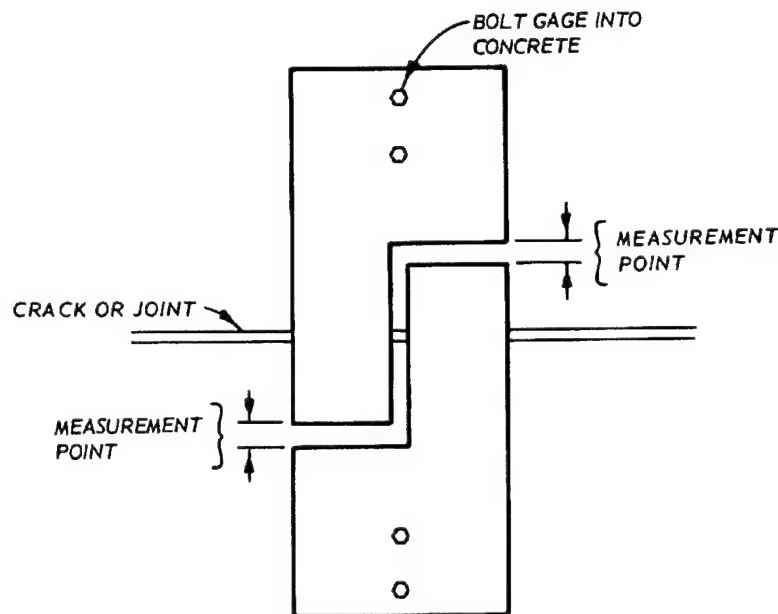 BOLT GAGE INTO
CONCRETE
MEASUREMENT
POINT
CRACK OR JOINT
MEASUREMENT
POINT